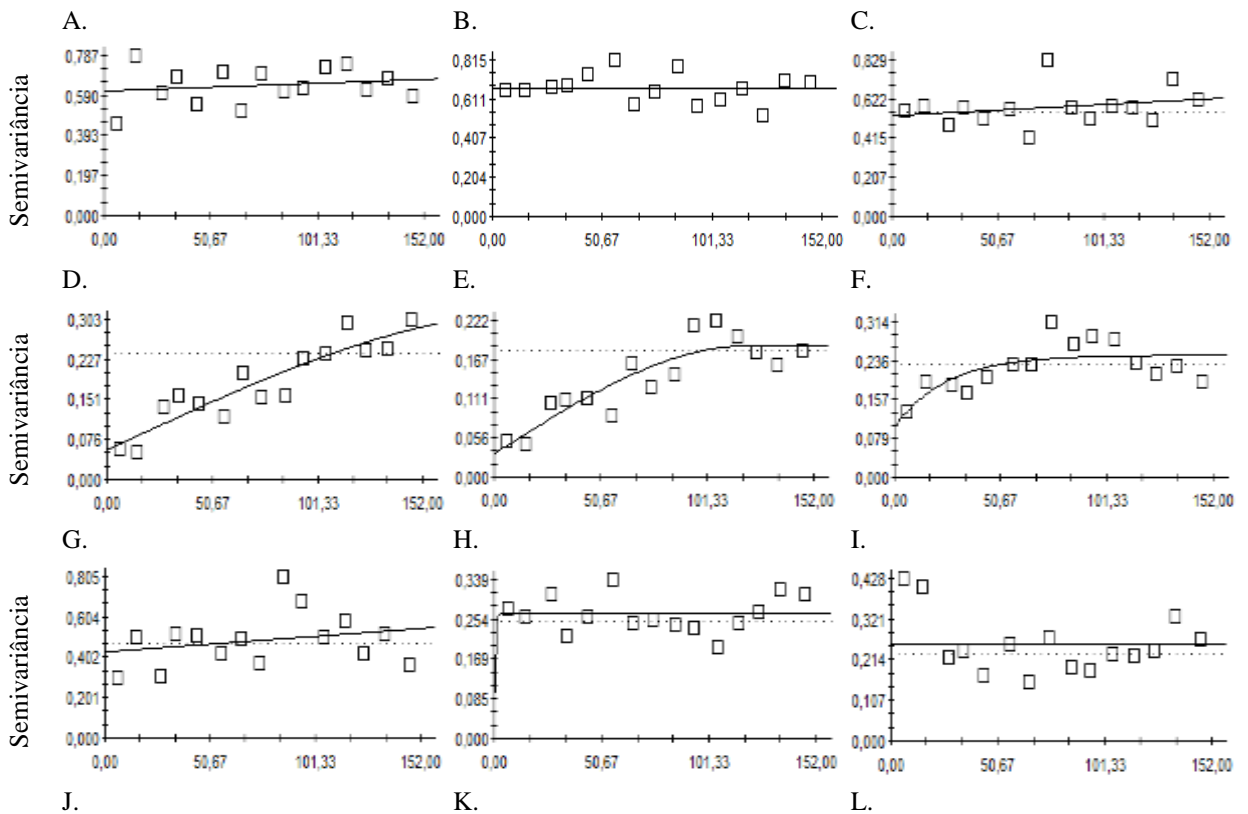 A. B. C.
Semivariância
0,787 0,815 0,829
0,590 0,611 0,622
0,393 0,407 0,415
0,197 0,204 0,207
0,000 0,000 0,000
0,00 50,67 101,33 152,00 0,00 50,67 101,33 152,00 0,00 50,67 101,33 152,00
D. E. F.
Semivariância
0,303 0,222 0,314
0,227 0,167 0,236
0,151 0,111 0,157
0,076 0,056 0,079
0,000 0,000 0,000
0,00 50,67 101,33 152,00 0,00 50,67 101,33 152,00 0,00 50,67 101,33 152,00
G. H. I.
Semivariância
0,805 0,339 0,428
0,604 0,254 0,321
0,402 0,169 0,214
0,201 0,085 0,107
0,000 0,000 0,000
0,00 50,67 101,33 152,00 0,00 50,67 101,33 152,00 0,00 50,67 101,33 152,00
J. K. L.